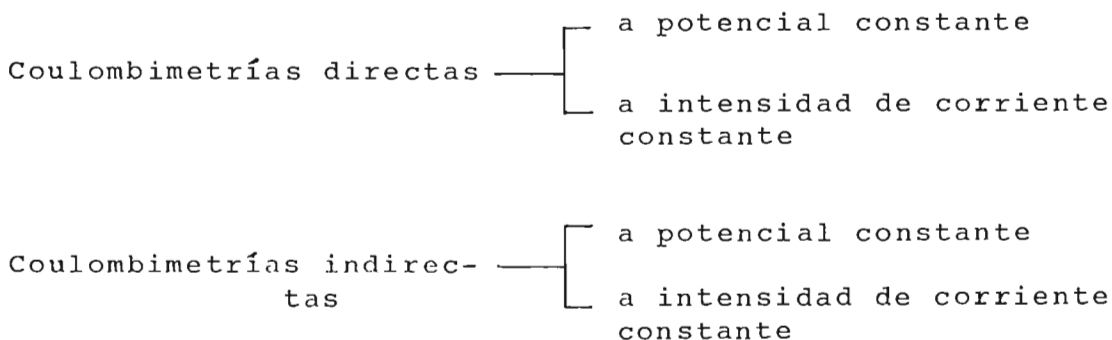 a potencial constante
Coulombimetrías directas
a intensidad de corriente
constante
a potencial constante
Coulombimetrías indirec-
tas
a intensidad de corriente
constante